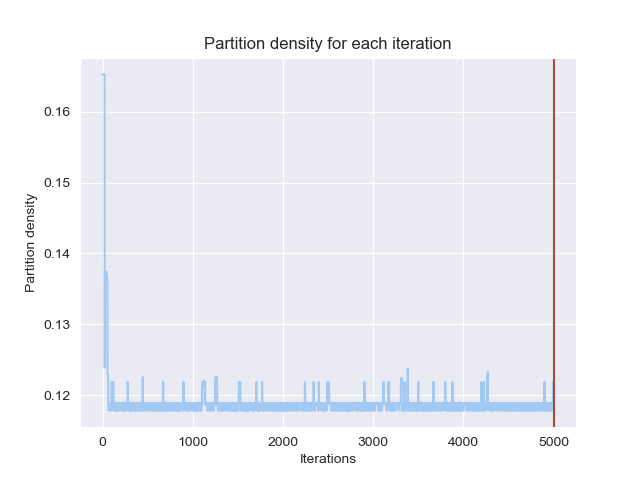 Partition density for each iteration
0.16
0.15
0.14
0.13
0.12
Partition density
0 1000 2000 3000 4000 5000
Iterations